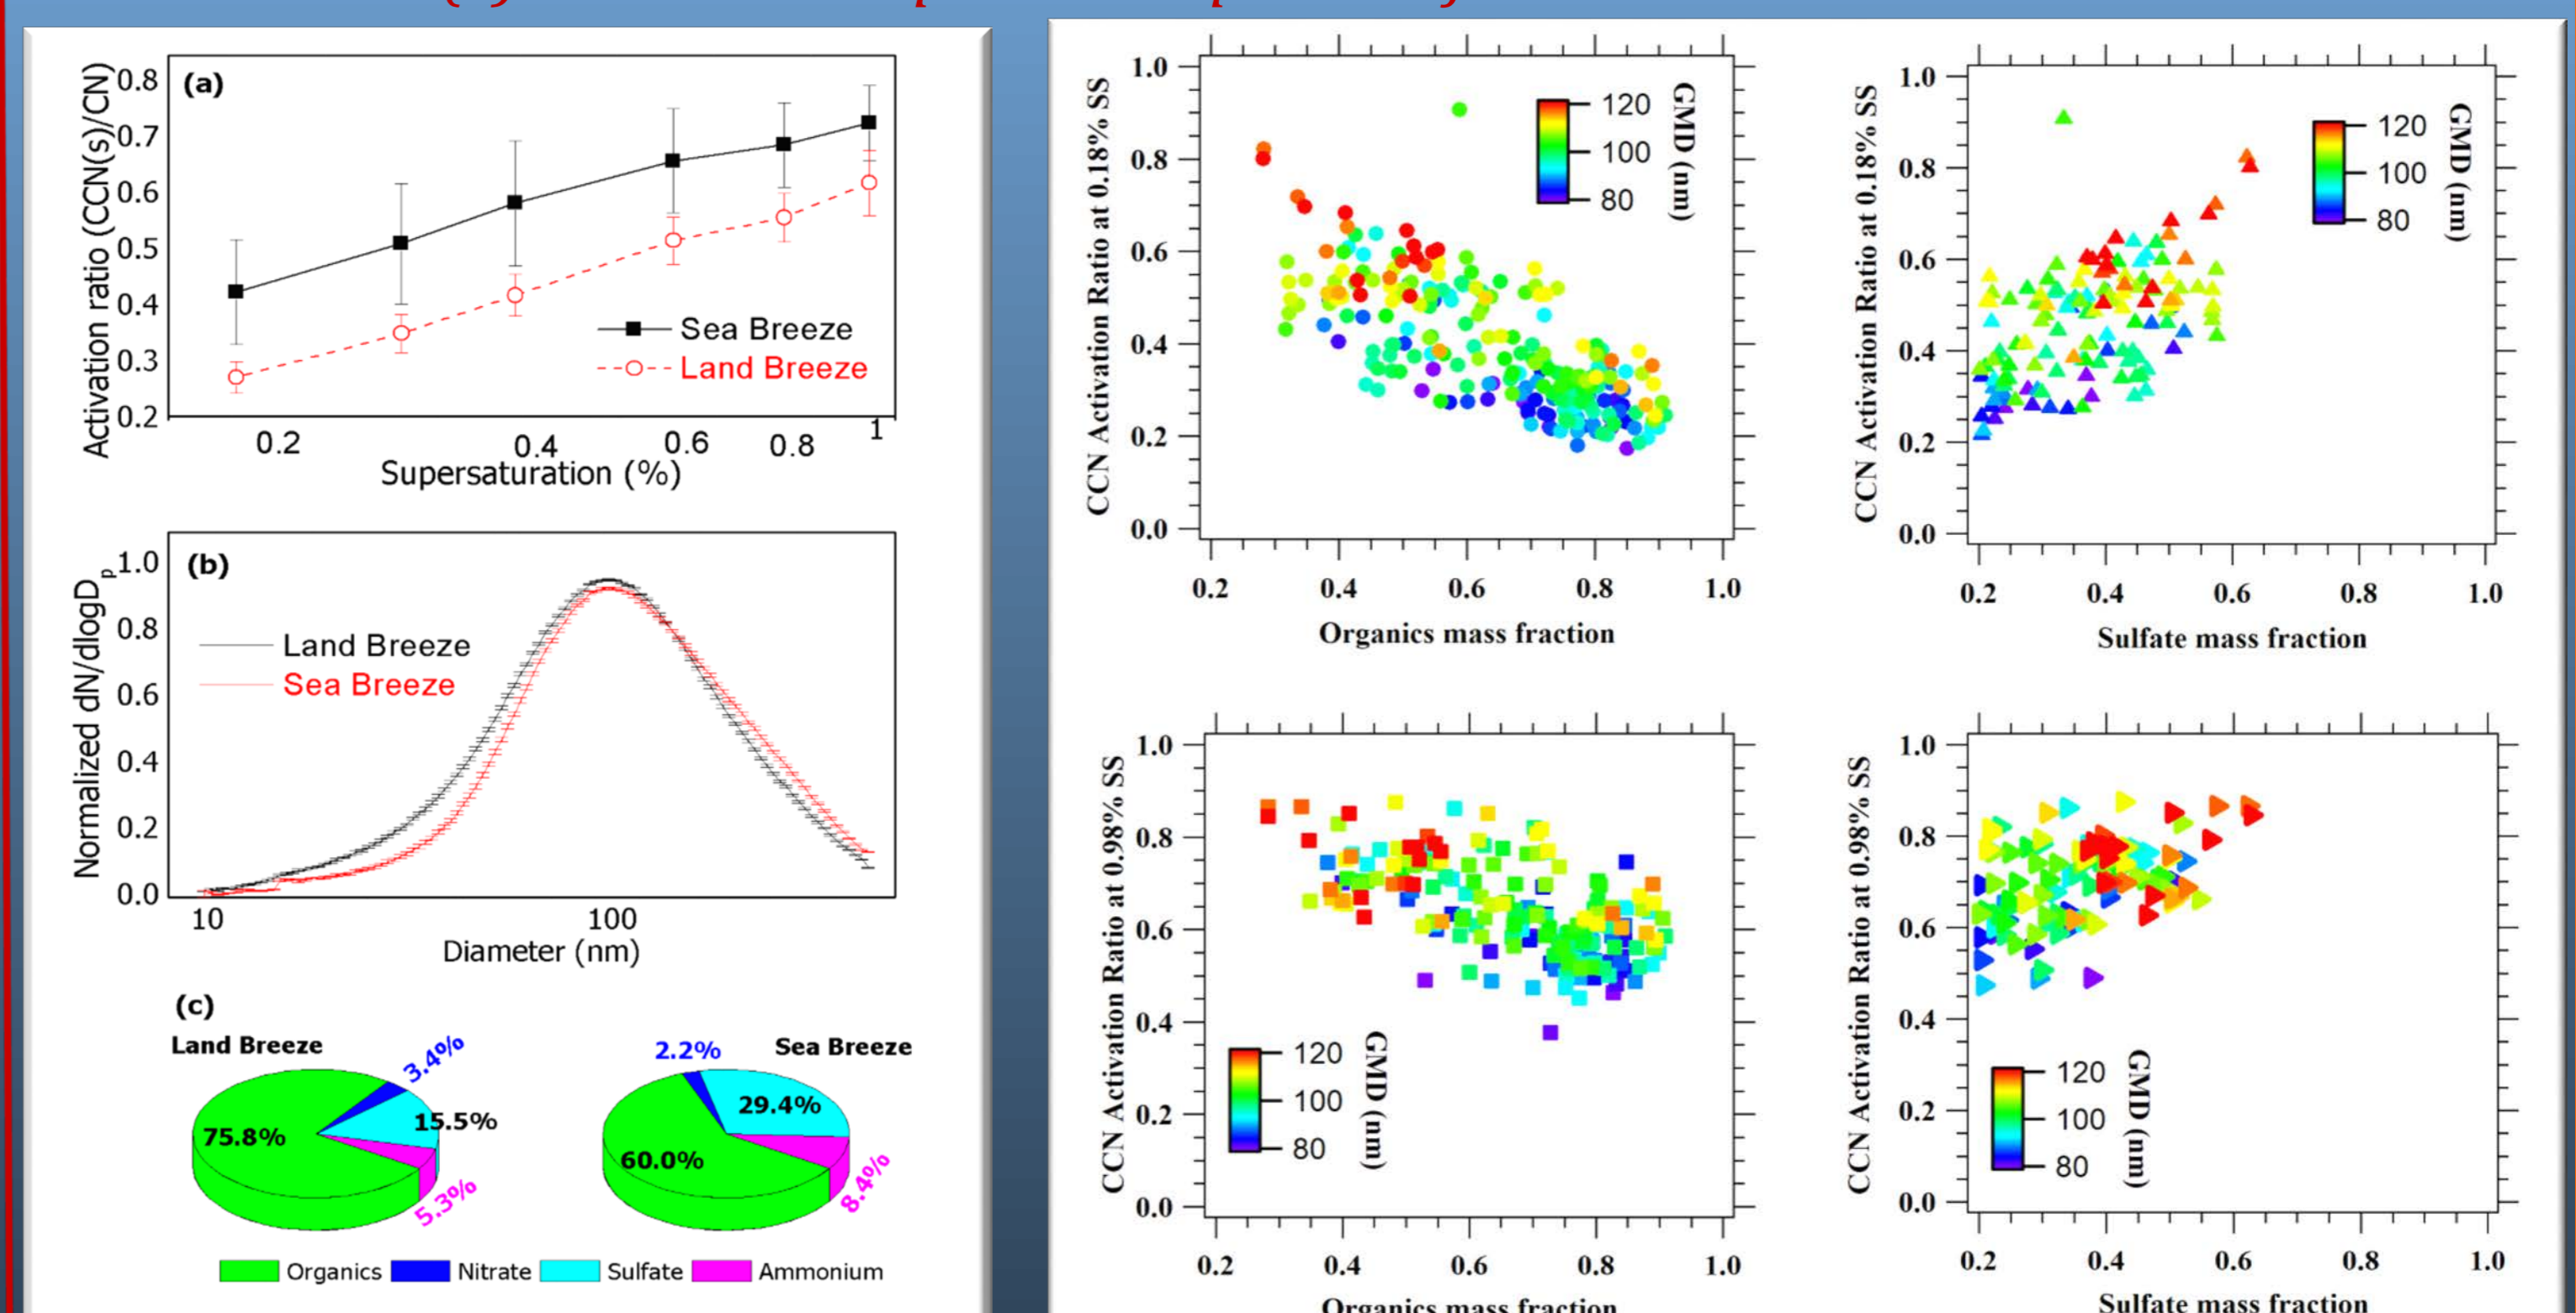 (a)
Activation ratio (CCN(s)/CN)
0.8
0.7
0.6
0.5
0.4
0.3
0.2
Sea Breeze
Land Breeze
0.2
0.4
0.6
0.8
1
Supersaturation (%)
(b)
Normalized dN/dlogDp
1.0
0.8
0.6
0.4
0.2
0.0
Land Breeze
Sea Breeze
10
100
Diameter (nm)
(c)
Land Breeze
3.4%
15.5%
75.8%
5.3%
2.2%
Sea Breeze
29.4%
60.0%
8.4%
Organics
Nitrate
Sulfate
Ammonium
CCN Activation Ratio at 0.18% SS
1.0
0.8
0.6
0.4
0.2
0.0
120
100
80
GMD (nm)
0.2
0.4
0.6
0.8
1.0
Organics mass fraction
CCN Activation Ratio at 0.18% SS
1.0
0.8
0.6
0.4
0.2
0.0
120
100
80
GMD (nm)
0.2
0.4
0.6
0.8
1.0
Sulfate mass fraction
CCN Activation Ratio at 0.98% SS
1.0
0.8
0.6
0.4
0.2
0.0
120
100
80
GMD (nm)
0.2
0.4
0.6
0.8
1.0
Organics mass fraction
CCN Activation Ratio at 0.98% SS
1.0
0.8
0.6
0.4
0.2
0.0
120
100
80
GMD (nm)
0.2
0.4
0.6
0.8
1.0
Sulfate mass fraction